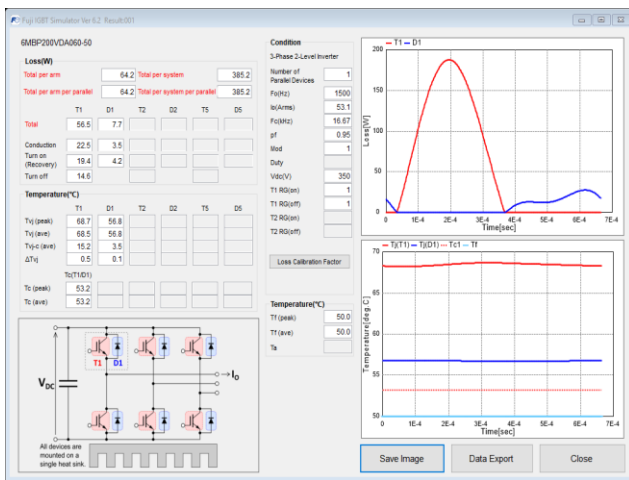 Fuji IGBT Simulator Ver 6.2 Result:001
6MBP200VDA060-50
Loss(W)
Total per arm 64.2 Total per system 385.2
Total per arm per parallel 64.2 Total per system per parallel 385.2
T1 D1 T2 D2 T5 D5
Total 56.5 7.7
Conduction 22.5 3.5
Turn on
(Recovery) 19.4 4.2
Turn off 14.6
Temperature(℃)
T1 D1 T2 D2 T5 D5
Tvj (peak) 68.7 56.8
Tvj (ave) 68.5 56.8
Tvj-c (ave) 15.2 3.5
ΔTvj 0.5 0.1
Tc(T1/D1)
Tc (peak) 53.2
Tc (ave) 53.2
VDC
T1 D1
IO
All devices are
mounted on a
single heat sink.
Condition
3-Phase 2-Level Inverter
Number of
Parallel Devices 1
Fo(Hz) 1500
Io(Arms) 53.1
Fc(kHz) 16.67
pf 0.95
Mod 1
Duty
Vdc(V) 350
T1 RG(on) 1
T1 RG(off) 1
T2 RG(on)
T2 RG(off)
Loss Calibration Factor
Temperature(℃)
Tf (peak) 50.0
Tf (ave) 50.0
Ta
T1 D1
200
150
100
50
0
Loss[W]
0 1E-4 2E-4 3E-4 4E-4 5E-4 6E-4 7E-4
Time[sec]
Tj(T1) Tj(D1) Tc1 Tf
70
65
60
55
50
Temperature[deg.C]
0 1E-4 2E-4 3E-4 4E-4 5E-4 6E-4 7E-4
Time[sec]
Save Image
Data Export
Close